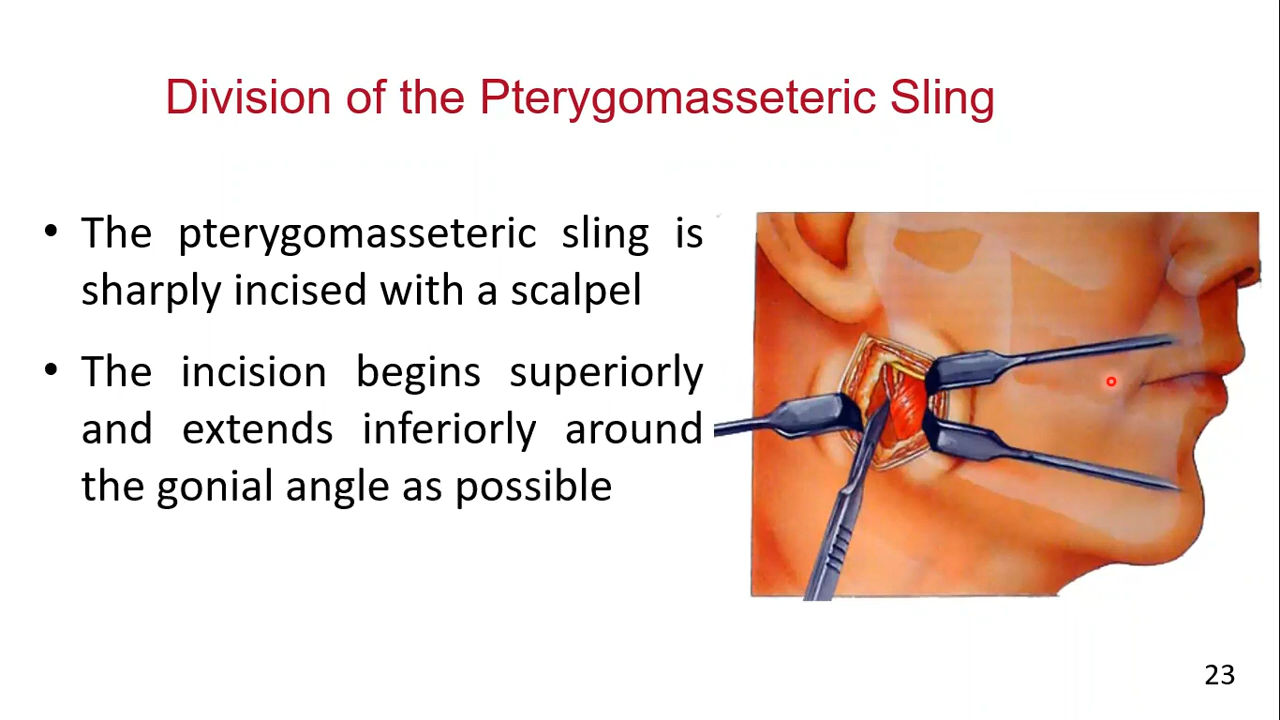 Division of the Pterygomasseteric Sling
• The pterygomasseteric sling is
sharply incised with a scalpel
• The incision begins superiorly
and extends inferiorly around
the gonial angle as possible
23